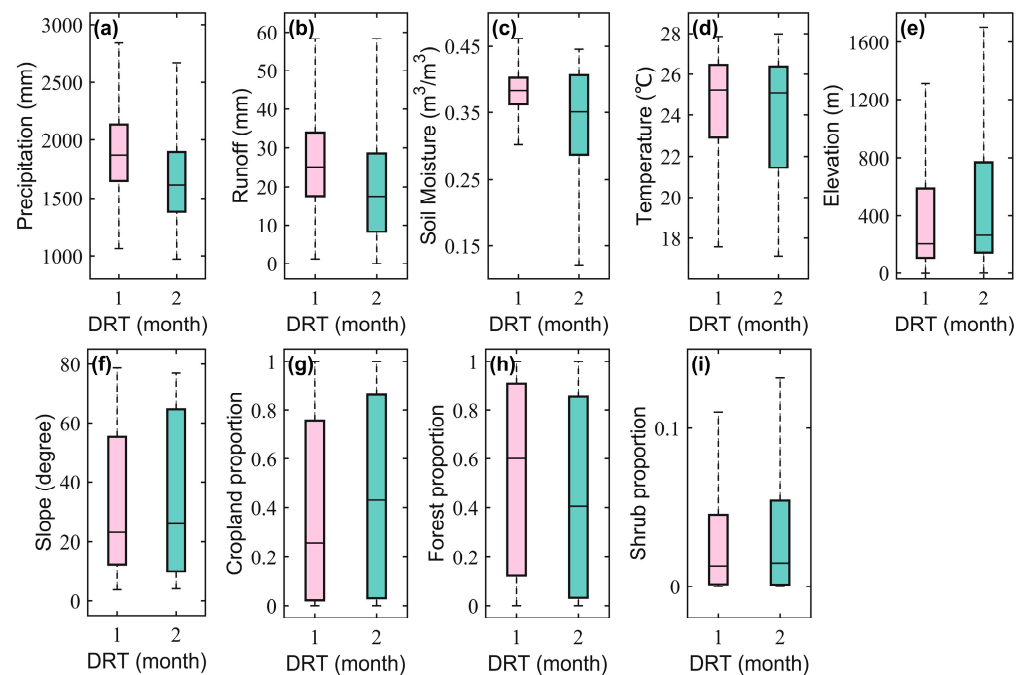 (a)
3000
2000
1500
1000
Precipitation (mm)
1 2
DRT (month)
(b)
60
50
40
30
20
10
0
Runoff (mm)
1 2
DRT (month)
(c)
0.45
0.35
0.25
0.15
Soil Moisture (m³/m³)
1 2
DRT (month)
(d)
28
26
24
22
20
18
Temperature (℃)
1 2
DRT (month)
(e)
1600
1200
800
400
0
Elevation (m)
1 2
DRT (month)
(f)
80
60
40
20
0
Slope (degree)
1 2
DRT (month)
(g)
1
0.8
0.6
0.4
0.2
0
Cropland proportion
1 2
DRT (month)
(h)
1
0.8
0.6
0.4
0.2
0
Forest proportion
1 2
DRT (month)
(i)
0.1
0
Shrub proportion
1 2
DRT (month)